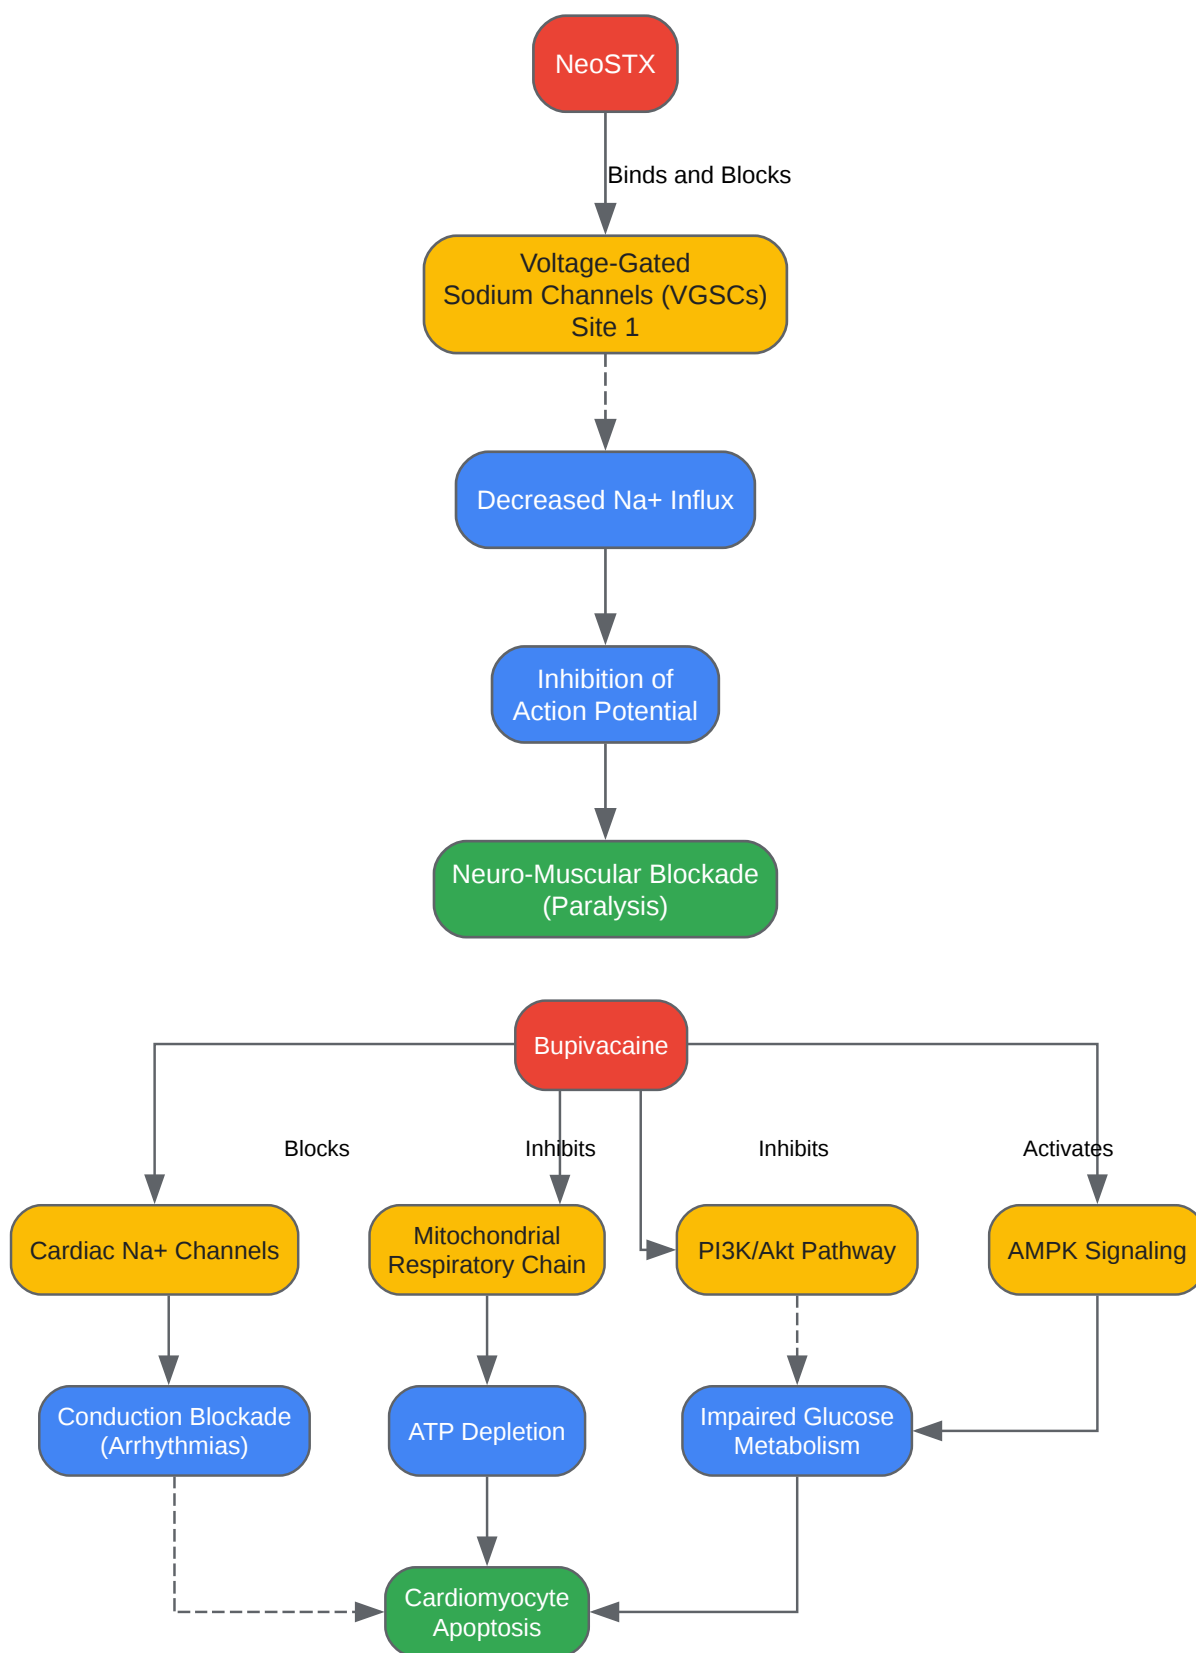 NeoSTX
Binds and Blocks
Voltage-Gated
Sodium Channels (VGSCs)
Site 1
Decreased Na+ Influx
Inhibition of
Action Potential
Neuro-Muscular Blockade
(Paralysis)
Bupivacaine
Blocks
Inhibits
Inhibits
Activates
Cardiac Na+ Channels
Mitochondrial
Respiratory Chain
PI3K/Akt Pathway
AMPK Signaling
Conduction Blockade
(Arrhythmias)
ATP Depletion
Impaired Glucose
Metabolism
Cardiomyocyte
Apoptosis